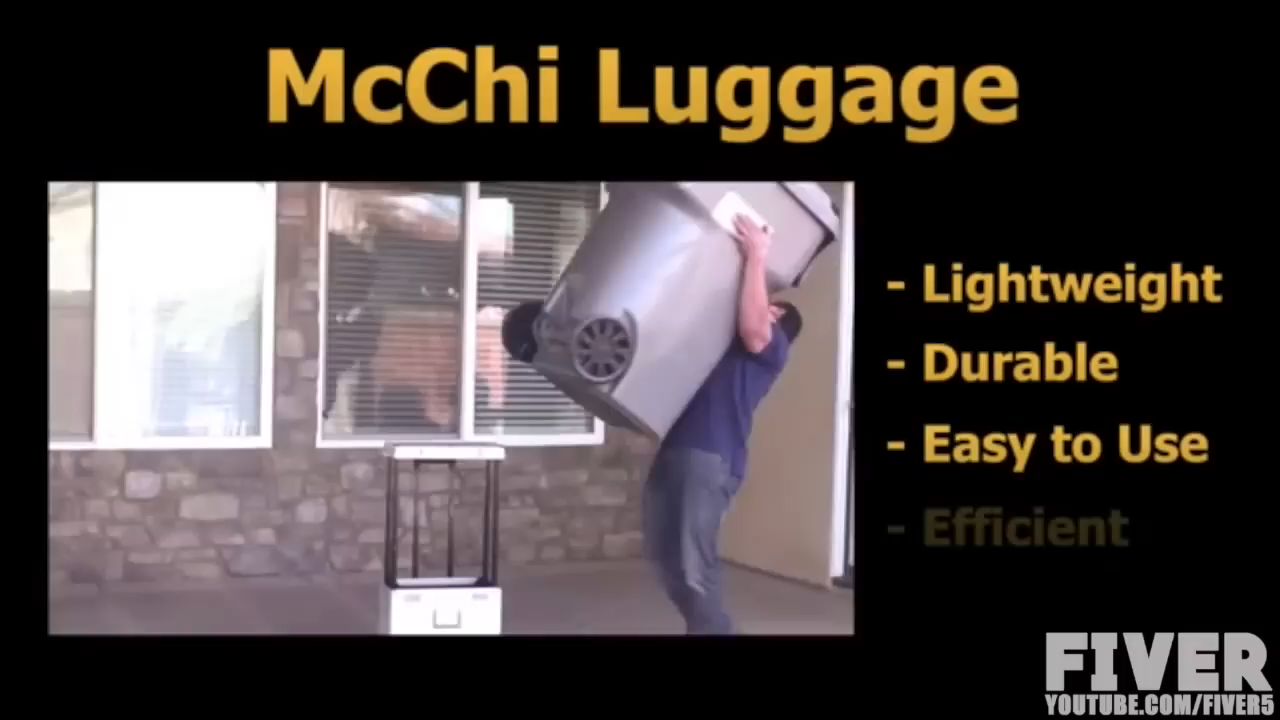 McChi Luggage
- Lightweight
- Durable
- Easy to Use
- Efficient
FIVER
YOUTUBE.COM/FIVER5